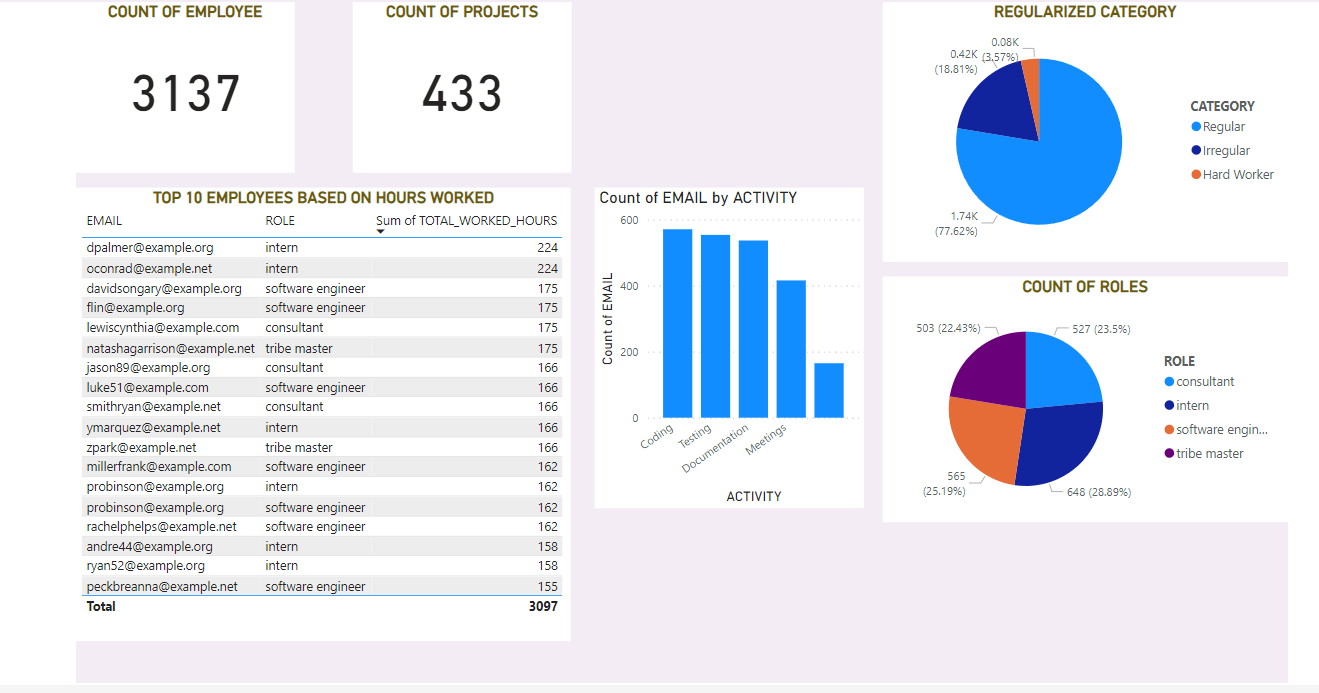 COUNT OF EMPLOYEE
3137
COUNT OF PROJECTS
433
REGULARIZED CATEGORY
0.08K
(3.57%)
0.42K
(18.81%)
1.74K
(77.62%)
CATEGORY
Regular
Irregular
Hard Worker
TOP 10 EMPLOYEES BASED ON HOURS WORKED
EMAIL ROLE Sum of TOTAL_WORKED_HOURS
dpalmer@example.org intern 224
oconrad@example.net intern 224
davidsongary@example.org software engineer 175
flin@example.org software engineer 175
lewiscynthia@example.com consultant 175
natashagarrison@example.net tribe master 175
jason89@example.org consultant 166
luke51@example.com software engineer 166
smithryan@example.net consultant 166
ymarquez@example.net intern 166
zpark@example.net tribe master 166
millerfrank@example.com software engineer 162
probinson@example.org intern 162
probinson@example.org software engineer 162
rachelphelps@example.net software engineer 162
andre44@example.org intern 158
ryan52@example.org intern 158
peckbreanna@example.net software engineer 155
Total 3097
Count of EMAIL by ACTIVITY
Count of EMAIL
600
400
200
0
Coding
Testing
Documentation
Meetings
ACTIVITY
COUNT OF ROLES
503 (22.43%)
527 (23.5%)
565
(25.19%)
648 (28.89%)
ROLE
consultant
intern
software engin...
tribe master